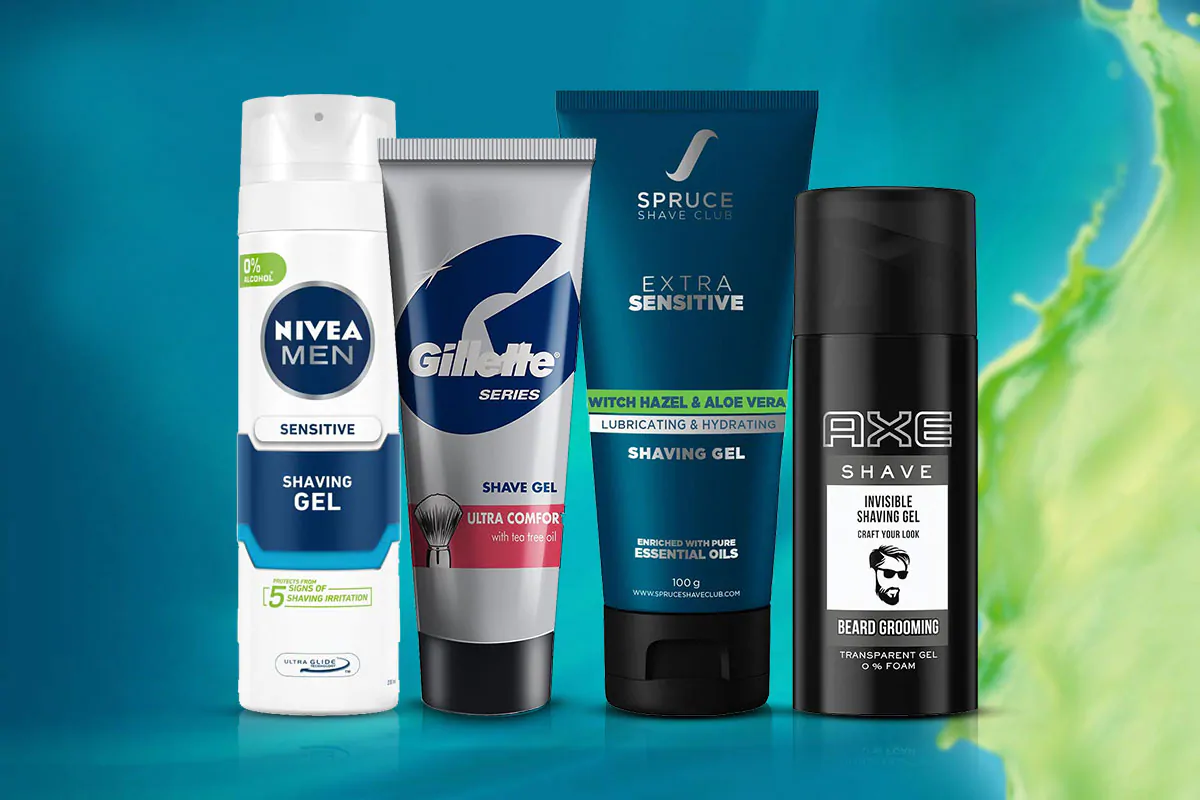 0%
ALCOHOL
NIVEA
MEN
SENSITIVE
SHAVING
GEL
PROTECTS FROM
5 SIGNS OF
SHAVING IRRITATION
ULTRA GLIDE
TECHNOLOGY
TM
Gillette®
SERIES
SHAVE GEL
ULTRA COMFOR
with tea tree oil
SPRUCE
SHAVE CLUB
EXTRA
SENSITIVE
WITCH HAZEL & ALOE VERA
LUBRICATING & HYDRATING
SHAVING GEL
ENRICHED WITH PURE
ESSENTIAL OILS
100 g
WWW.SPRUCESHAVECLUB.COM
AXE
SHAVE
INVISIBLE
SHAVING GEL
CRAFT YOUR LOOK
BEARD GROOMING
TRANSPARENT GEL
0 % FOAM